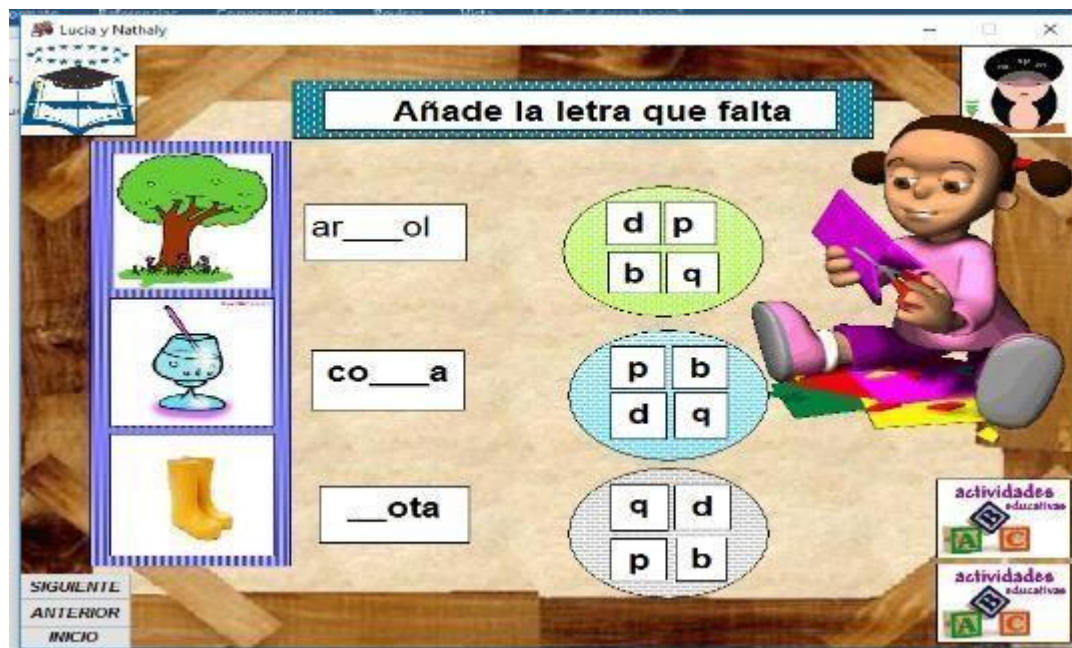 Lucia y Nathaly
Añade la letra que falta
ar___ol
d p
b q
co___a
p b
d q
__ota
q d
p b
actividades
educativas
A B C
actividades
educativas
A B C
SIGUIENTE
ANTERIOR
INICIO